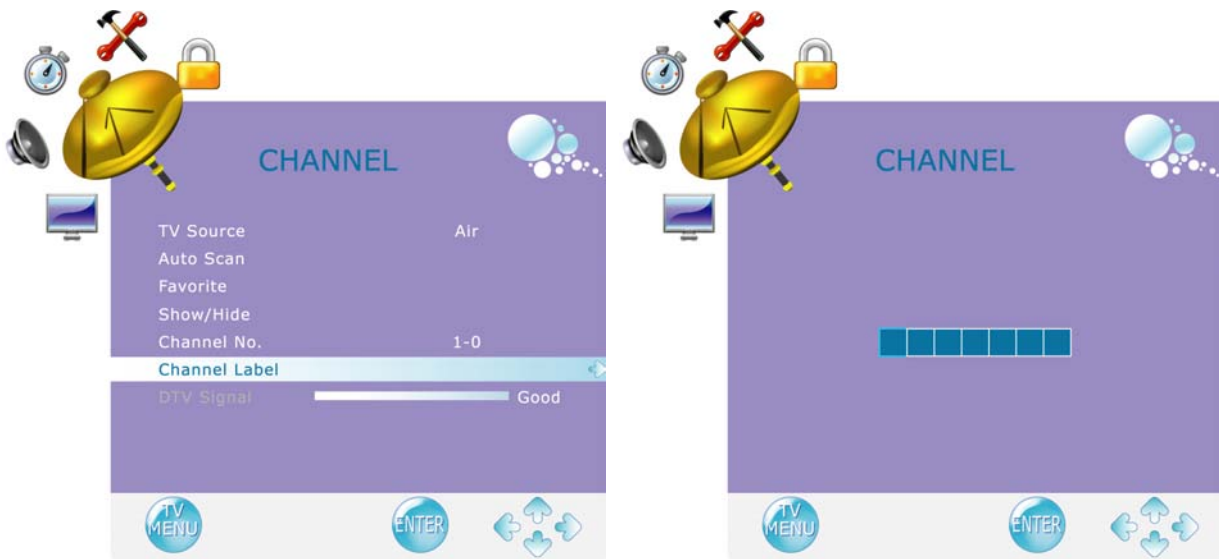 CHANNEL
TV Source Air
Auto Scan
Favorite
Show/Hide
Channel No. 1-0
Channel Label
DTV Signal Good
TV
MENU
ENTER
CHANNEL
TV
MENU
ENTER